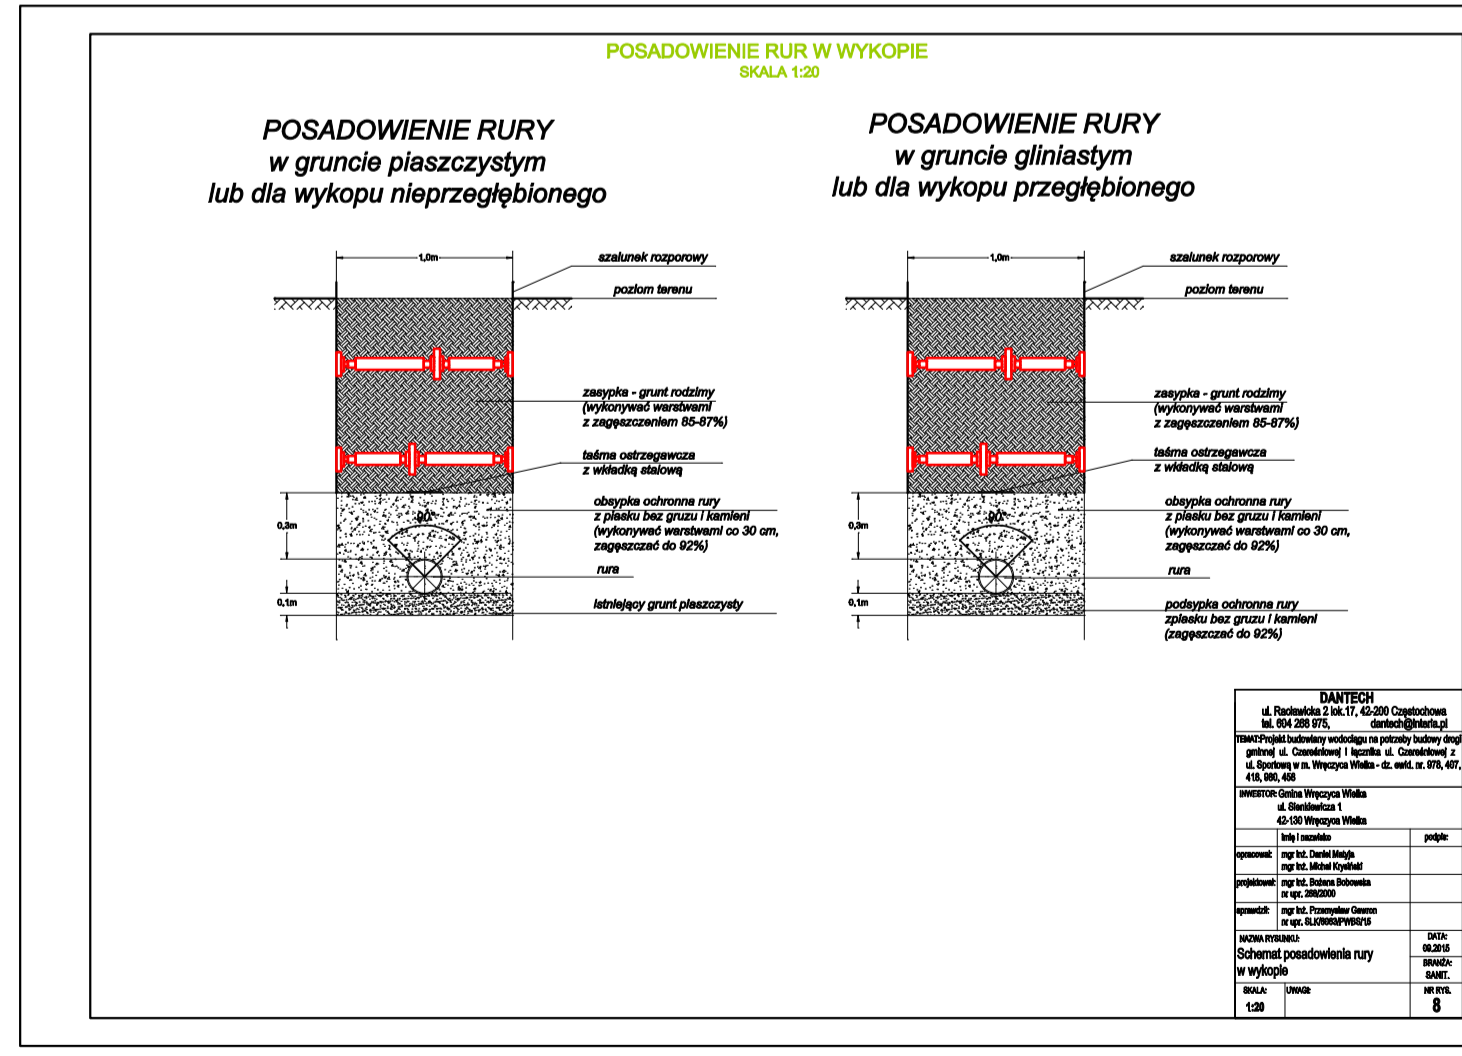 POSADOWIENIE RUR W WYKOPIE
SKALA 1:20
POSADOWIENIE RURY
w gruncie piaszczystym
lub dla wykopu nieprzegłębionego
1,0m
szalunek rozporowy
poziom terenu
zasypka - grunt rodzimy
(wykonywać warstwami
z zagęszczeniem 85-87%)
taśma ostrzegawcza
z wkładką stalową
obsypka ochronna rury
z piasku bez gruzu i kamieni
(wykonywać warstwami co 30 cm,
zagęszczać do 92%)
90°
0,3m
rura
0,1m
istniejący grunt piaszczysty
POSADOWIENIE RURY
w gruncie gliniastym
lub dla wykopu przegłębionego
1,0m
szalunek rozporowy
poziom terenu
zasypka - grunt rodzimy
(wykonywać warstwami
z zagęszczeniem 85-87%)
taśma ostrzegawcza
z wkładką stalową
obsypka ochronna rury
z piasku bez gruzu i kamieni
(wykonywać warstwami co 30 cm,
zagęszczać do 92%)
90°
0,3m
rura
0,1m
podsypka ochronna rury
zpiasku bez gruzu i kamieni
(zagęszczać do 92%)
DANTECH
ul. Racławicka 2 lok.17, 42-200 Częstochowa
tel. 604 268 975, dantech@interia.pl
TEMAT: Projekt budowlany wodociągu na potrzeby budowy drogi
gminnej ul. Czereśniowej i łącznika ul. Czereśniowej z
ul. Sportową w m. Wręczyca Wielka - dz. ewid. nr. 978, 497,
418, 980, 458
INWESTOR: Gmina Wręczyca Wielka
ul. Sienkiewicza 1
42-130 Wręczyca Wielka
imię i nazwisko podpis:
opracował: mgr inż. Daniel Matyja
mgr inż. Michał Krysiński
projektował: mgr inż. Bożena Bobowska
nr upr. 268/2000
sprawdził: mgr inż. Przemysław Gawron
nr upr.
NAZWA RYSUNKU:
Schemat posadowienia rury
w wykopie
DATA:
09.2015
BRANŻA:
SANIT.
SKALA:
1:20
UWAGI:
NR RYS.
8